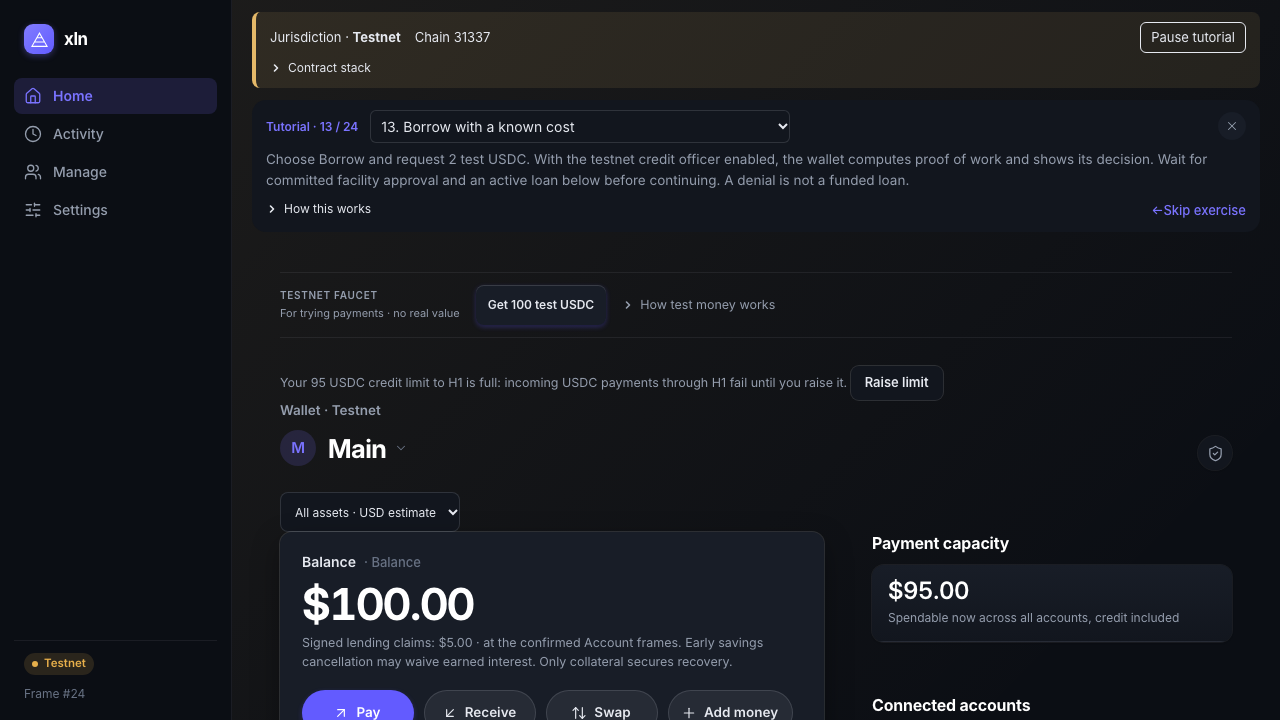 xln
Home
Activity
Manage
Settings
Testnet
Frame #24
Jurisdiction · Testnet Chain 31337
Pause tutorial
Contract stack
Tutorial · 13 / 24
13. Borrow with a known cost
Choose Borrow and request 2 test USDC. With the testnet credit officer enabled, the wallet computes proof of work and shows its decision. Wait for
committed facility approval and an active loan below before continuing. A denial is not a funded loan.
How this works
←Skip exercise
TESTNET FAUCET
For trying payments · no real value
Get 100 test USDC
How test money works
Your 95 USDC credit limit to H1 is full: incoming USDC payments through H1 fail until you raise it.
Raise limit
Wallet · Testnet
M
Main
All assets · USD estimate
Balance · Balance
$100.00
Signed lending claims: $5.00 · at the confirmed Account frames. Early savings
cancellation may waive earned interest. Only collateral secures recovery.
Pay
Receive
Swap
Add money
Payment capacity
$95.00
Spendable now across all accounts, credit included
Connected accounts